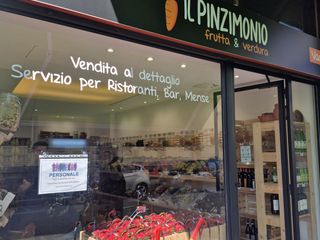 IL PINZIMONIO
frutta & verdura
Vendita al dettaglio
Servizio per Ristoranti, Bar, Mense
PERSONALE